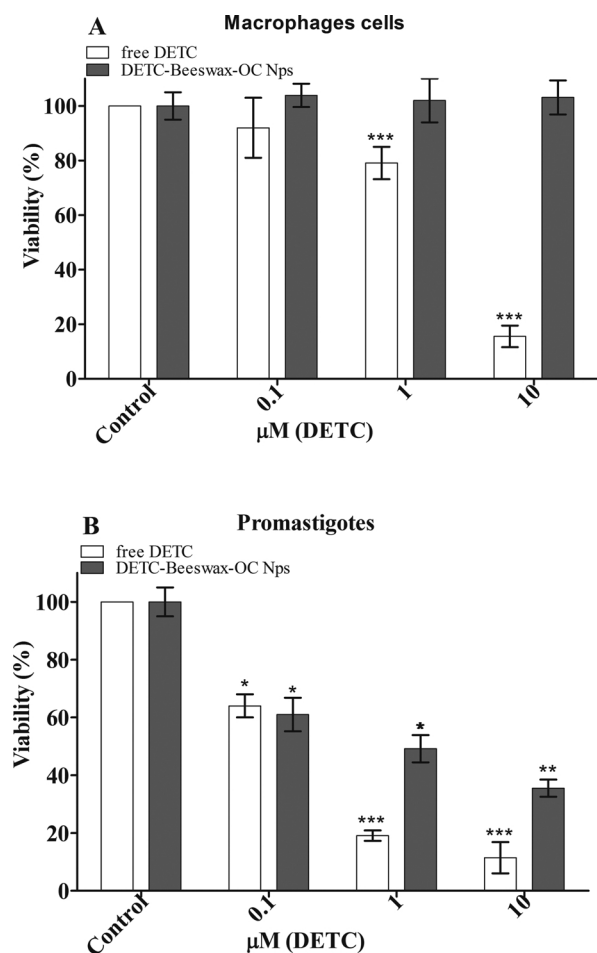 A
Macrophages cells
free DETC
DETC-Beeswax-OC Nps
Viability (%)
100
80
60
40
20
0
***
***
Control
0.1
1
10
μM (DETC)
B
Promastigotes
free DETC
DETC-Beeswax-OC Nps
Viability (%)
100
80
60
40
20
0
*
*
***
*
***
**
Control
0.1
1
10
μM (DETC)